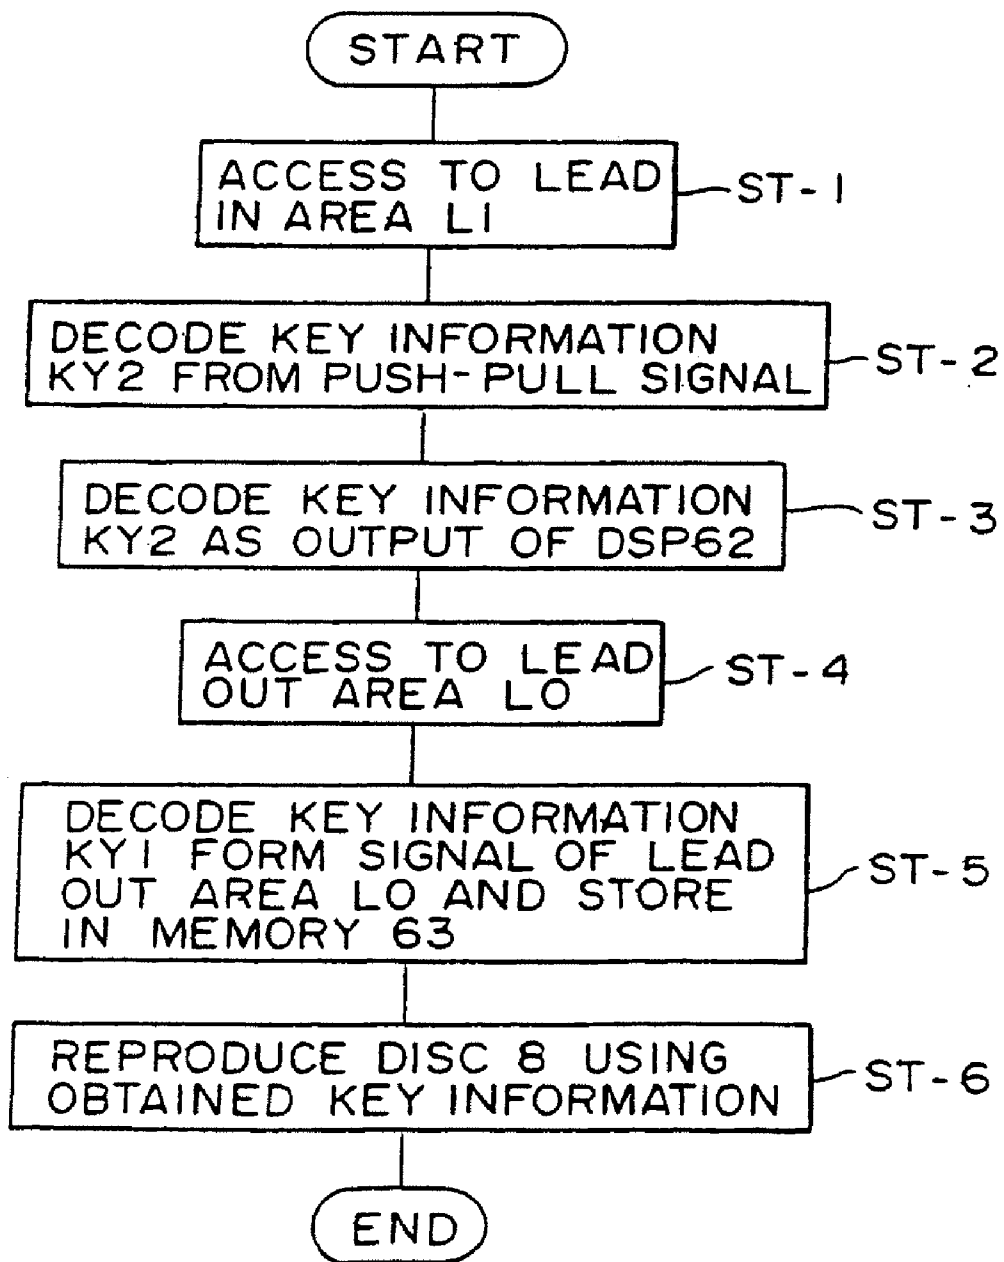 START
ACCESS TO LEAD
IN AREA LI
ST-1
DECODE KEY INFORMATION
KY2 FROM PUSH-PULL SIGNAL
ST-2
DECODE KEY INFORMATION
KY2 AS OUTPUT OF DSP62
ST-3
ACCESS TO LEAD
OUT AREA LO
ST-4
DECODE KEY INFORMATION
KY1 FORM SIGNAL OF LEAD
OUT AREA LO AND STORE
IN MEMORY 63
ST-5
REPRODUCE DISC 8 USING
OBTAINED KEY INFORMATION
ST-6
END